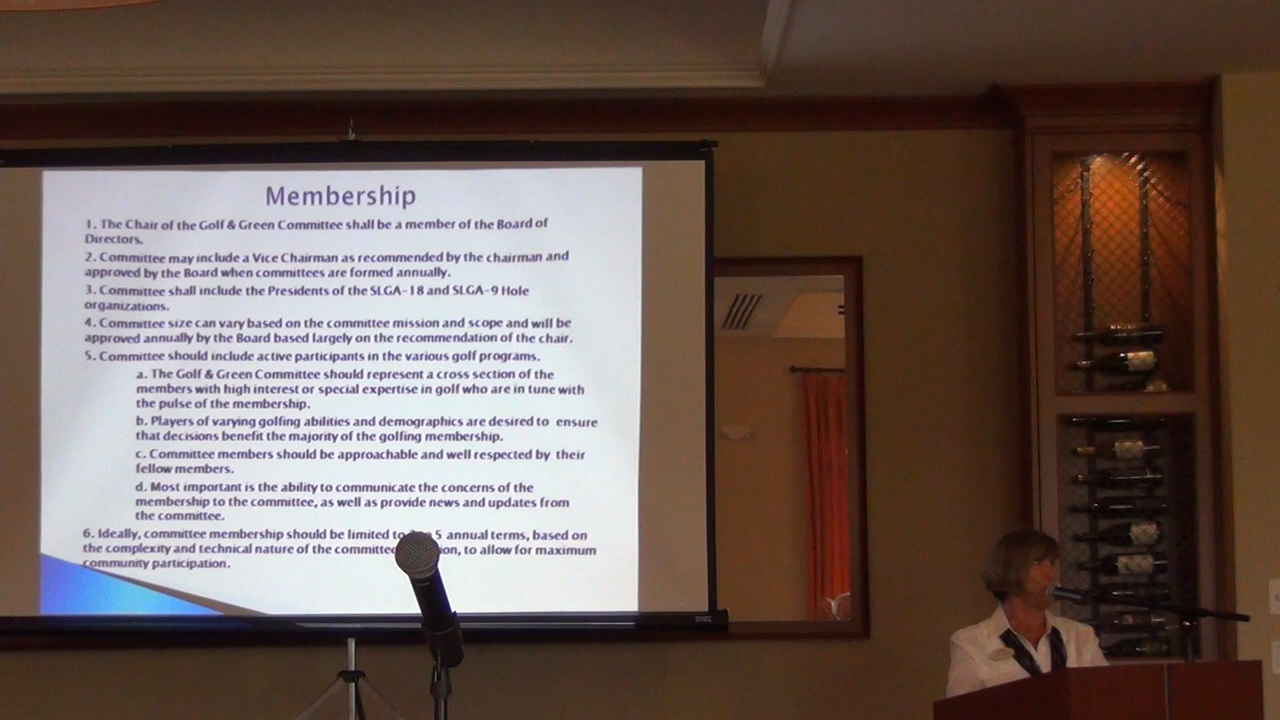 Membership
1. The Chair of the Golf & Green Committee shall be a member of the Board of
Directors.
2. Committee may include a Vice Chairman as recommended by the chairman and
approved by the Board when committees are formed annually.
3. Committee shall include the Presidents of the SLGA-18 and SLGA-9 Hole
organizations.
4. Committee size can vary based on the committee mission and scope and will be
approved annually by the Board based largely on the recommendation of the chair.
5. Committee should include active participants in the various golf programs.
a. The Golf & Green Committee should represent a cross section of the
members with high interest or special expertise in golf who are in tune with
the pulse of the membership.
b. Players of varying golfing abilities and demographics are desired to ensure
that decisions benefit the majority of the golfing membership.
c. Committee members should be approachable and well respected by their
fellow members.
d. Most important is the ability to communicate the concerns of the
membership to the committee, as well as provide news and updates from
the committee.
6. Ideally, committee membership should be limited to 5 annual terms, based on
the complexity and technical nature of the committee to allow for maximum
community participation.